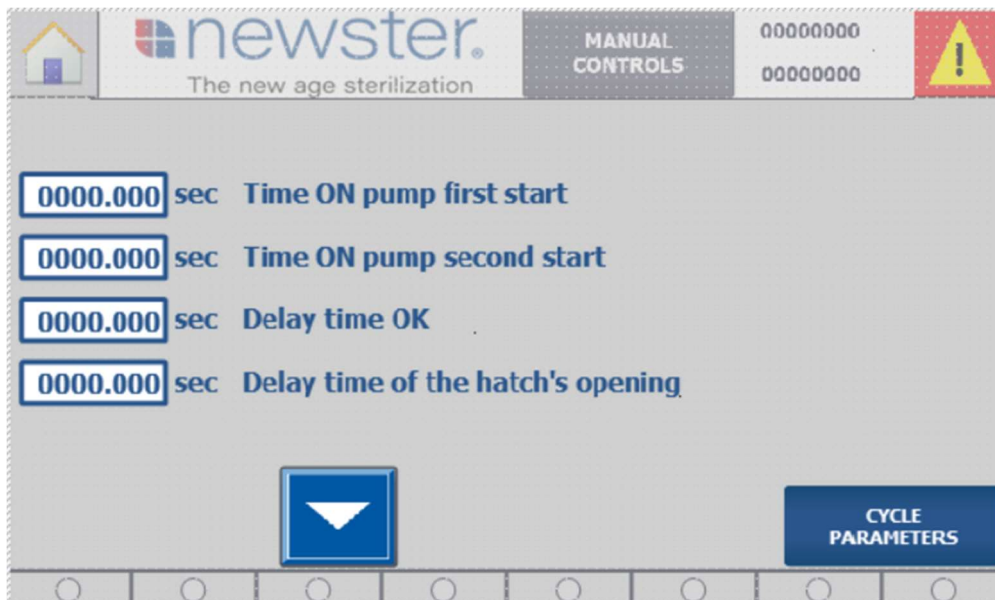 newster®
The new age sterilization
MANUAL
CONTROLS
00000000
00000000
0000.000 sec Time ON pump first start
0000.000 sec Time ON pump second start
0000.000 sec Delay time OK
0000.000 sec Delay time of the hatch's opening
CYCLE
PARAMETERS